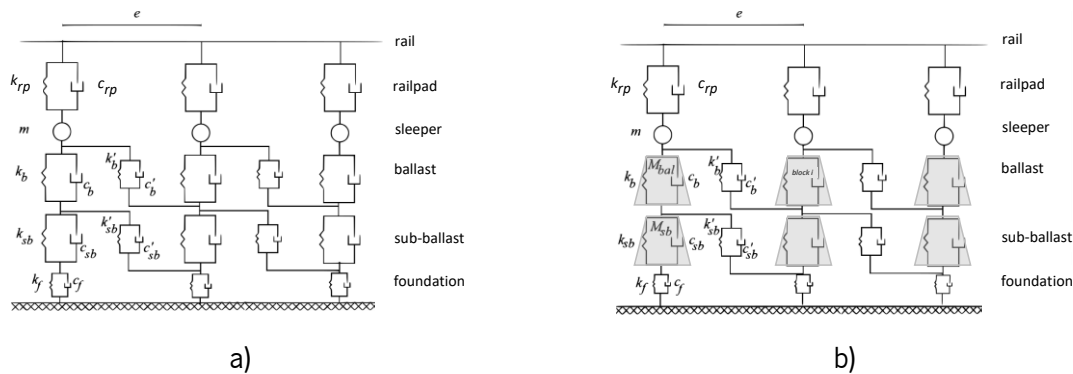 e
rail
k_rp c_rp railpad
m sleeper
k'_b
k_b c_b c'_b ballast
k'_sb
k_sb c_sb c'_sb sub-ballast
k_f c_f foundation
a)
e
rail
k_rp c_rp railpad
m sleeper
M_bal k'_b block i
k_b c_b c'_b ballast
M_sb k'_sb
k_sb c_sb c'_sb sub-ballast
k_f c_f foundation
b)